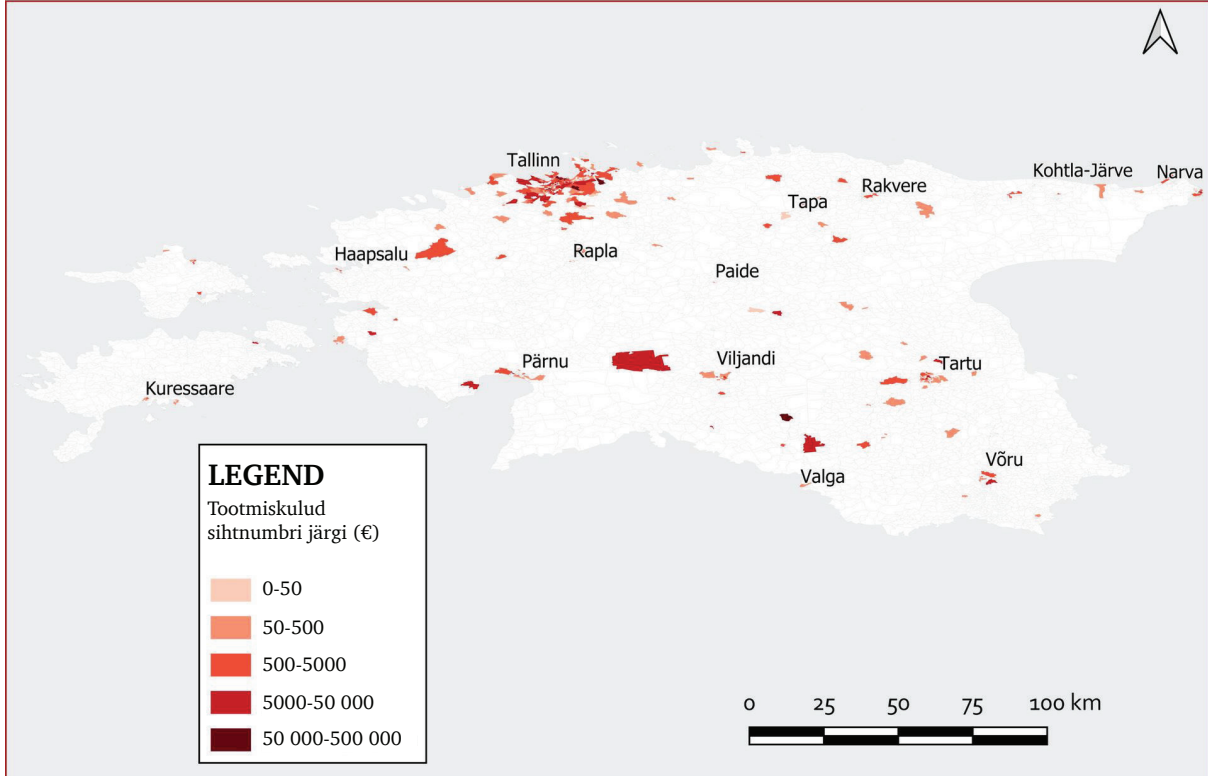 Tallinn
Kohtla-Järve
Narva
Rakvere
Tapa
Haapsalu
Rapla
Paide
Pärnu
Viljandi
Tartu
Kuressaare
Võru
Valga
LEGEND
Tootmiskulud
sihtnumbri järgi (€)
0-50
50-500
500-5000
5000-50 000
50 000-500 000
0 25 50 75 100 km